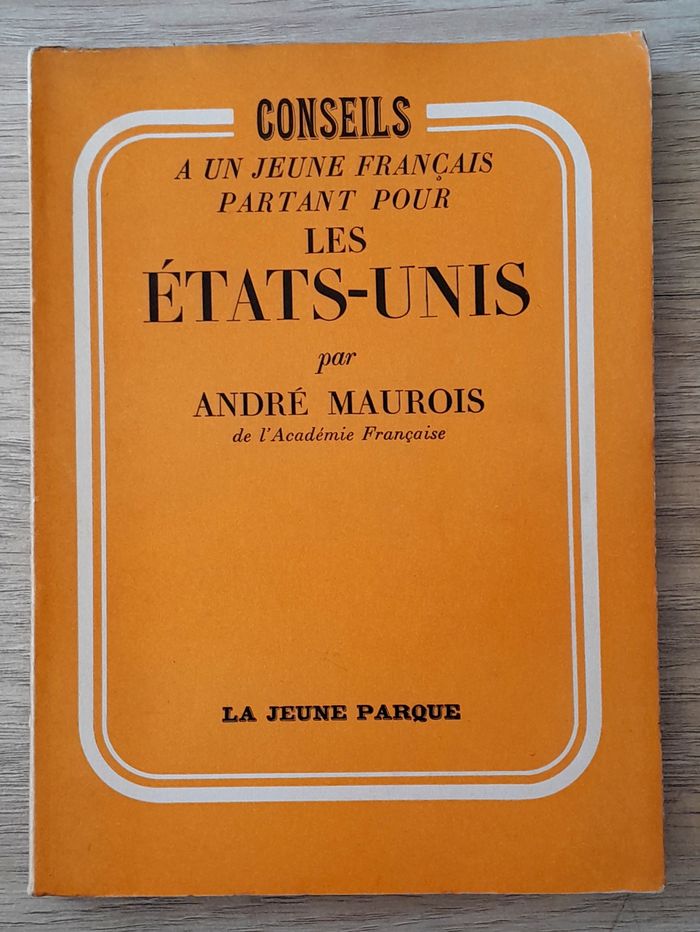 CONSEILS
A UN JEUNE FRANÇAIS
PARTANT POUR
LES
ÉTATS-UNIS
par
ANDRÉ MAUROIS
de l'Académie Française
LA JEUNE PARQUE